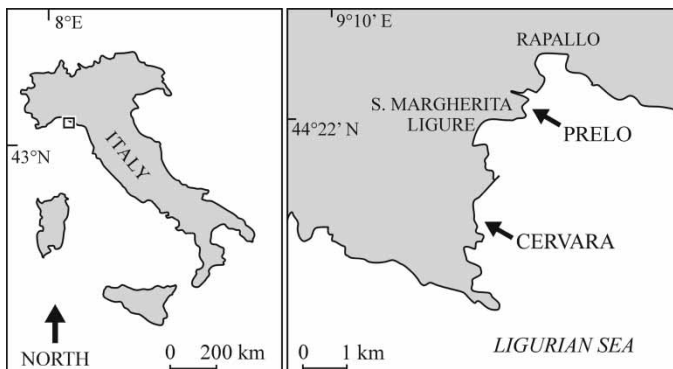 8°E
43°N
ITALY
NORTH
0 200 km
9°10' E
RAPALLO
S. MARGHERITA
LIGURE
44°22' N
PRELO
CERVARA
0 1 km
LIGURIAN SEA